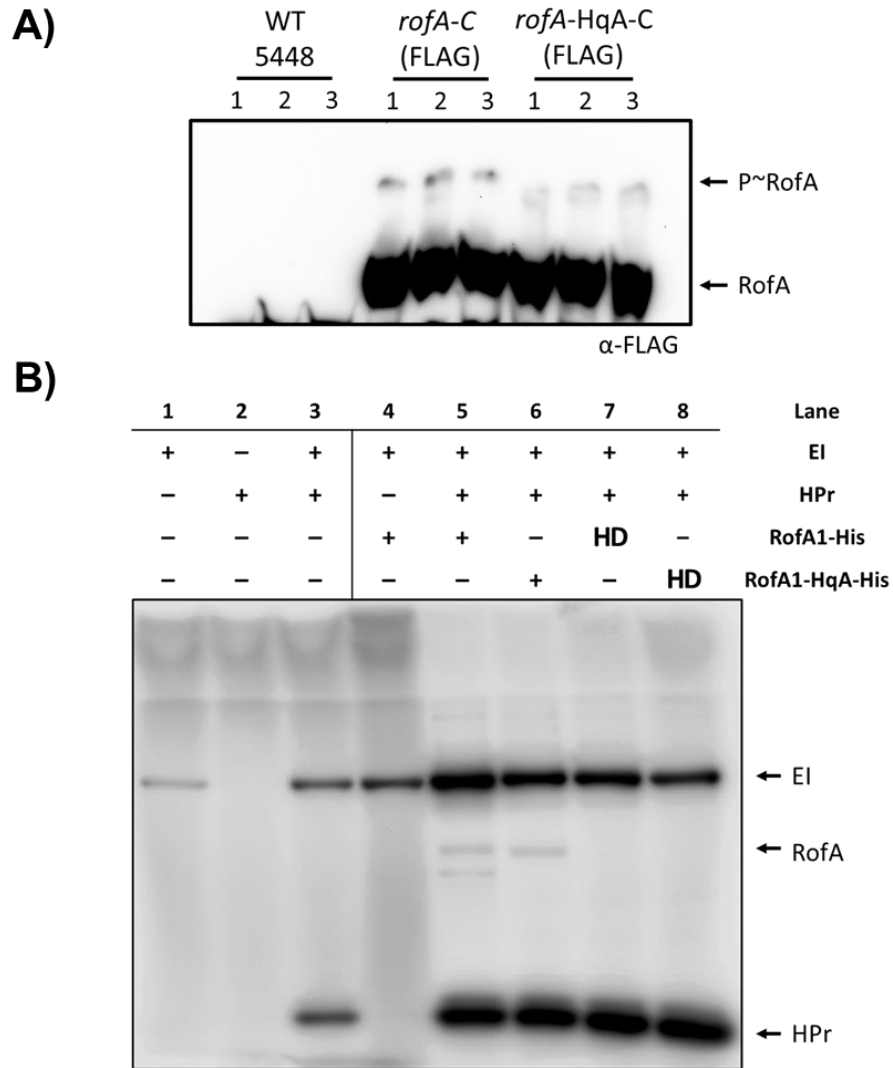 A)
WT rofA-C rofA-HqA-C
5448 (FLAG) (FLAG)
1 2 3 1 2 3 1 2 3
P~RofA
RofA
α-FLAG
B)
1 2 3 4 5 6 7 8 Lane
+ – + + + + + + EI
– + + – + + + + HPr
– – – + + – HD – RofA1-His
– – – – – + – HD RofA1-HqA-His
EI
RofA
HPr